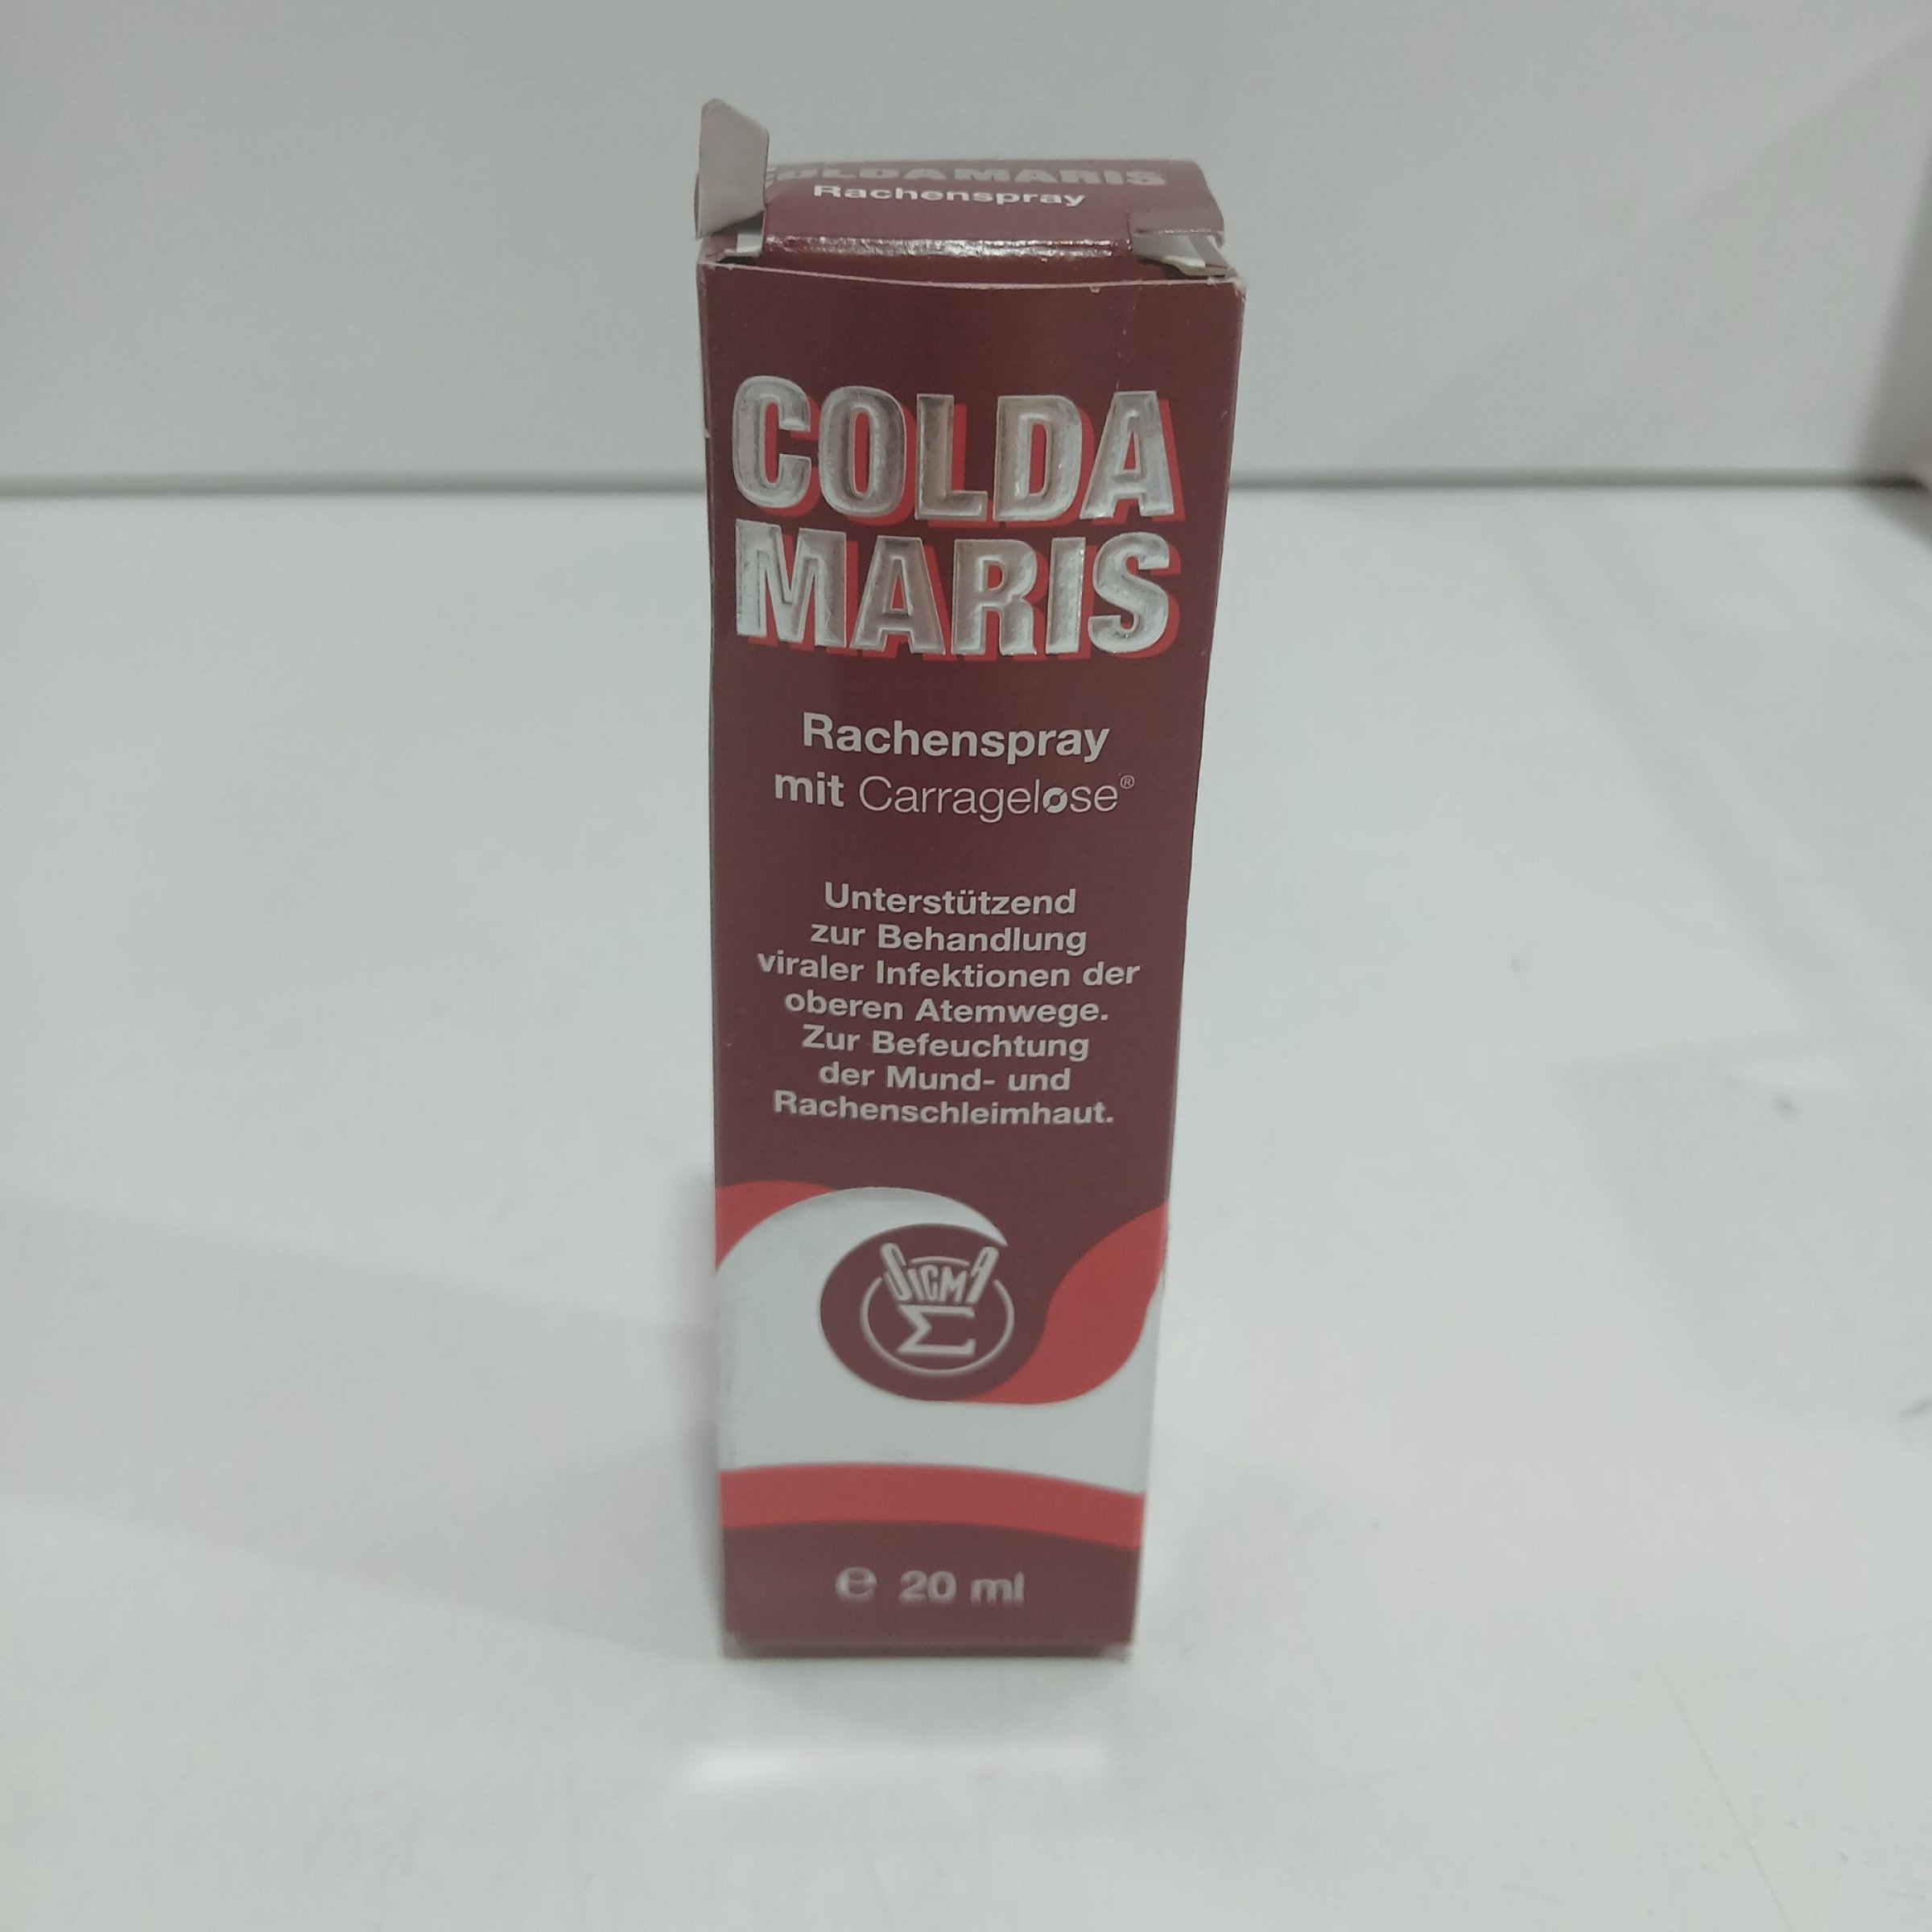 COLDAMARIS
Rachenspray
COLDA
MARIS
Rachenspray
mit Carragelose®
Unterstützend
zur Behandlung
viraler Infektionen der
oberen Atemwege.
Zur Befeuchtung
der Mund- und
Rachenschleimhaut.
SIGMA
Σ
℮ 20 ml